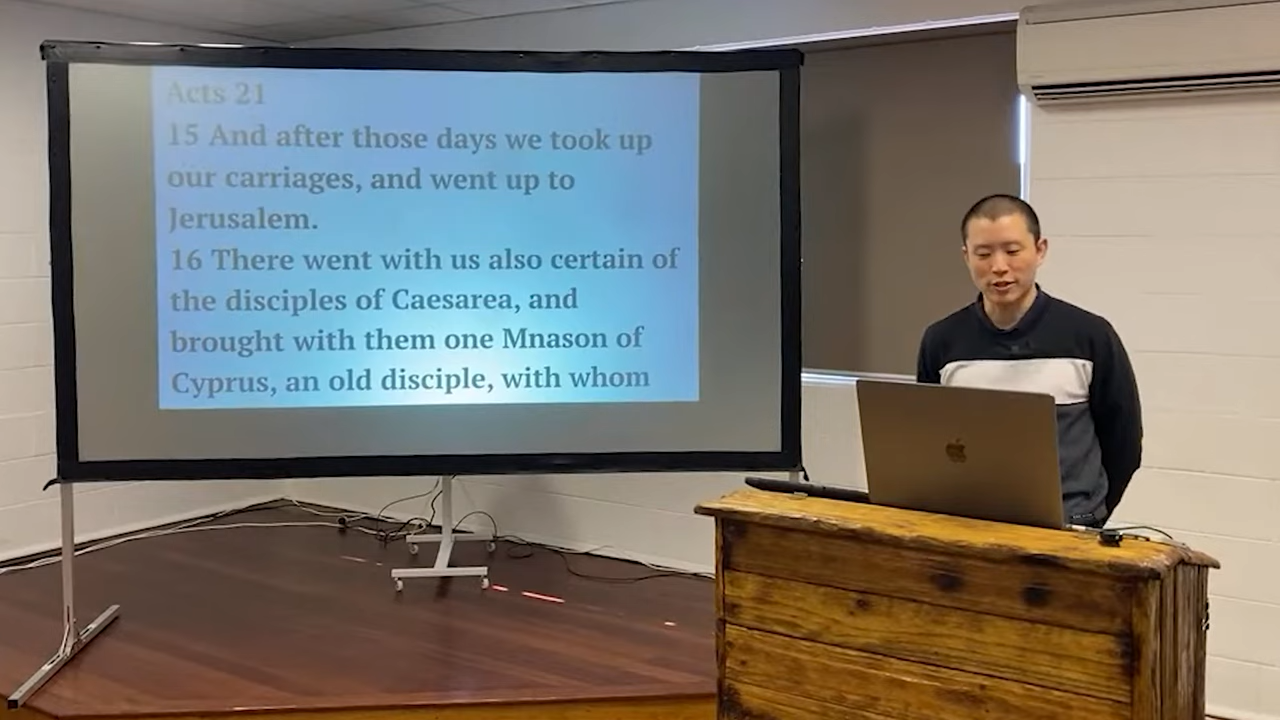 Acts 21
15 And after those days we took up
our carriages, and went up to
Jerusalem.
16 There went with us also certain of
the disciples of Caesarea, and
brought with them one Mnason of
Cyprus, an old disciple, with whom